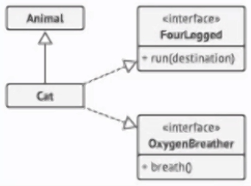 Animal
«interface»
FourLegged
+ run(destination)
Cat
«interface»
OxygenBreather
+ breath()